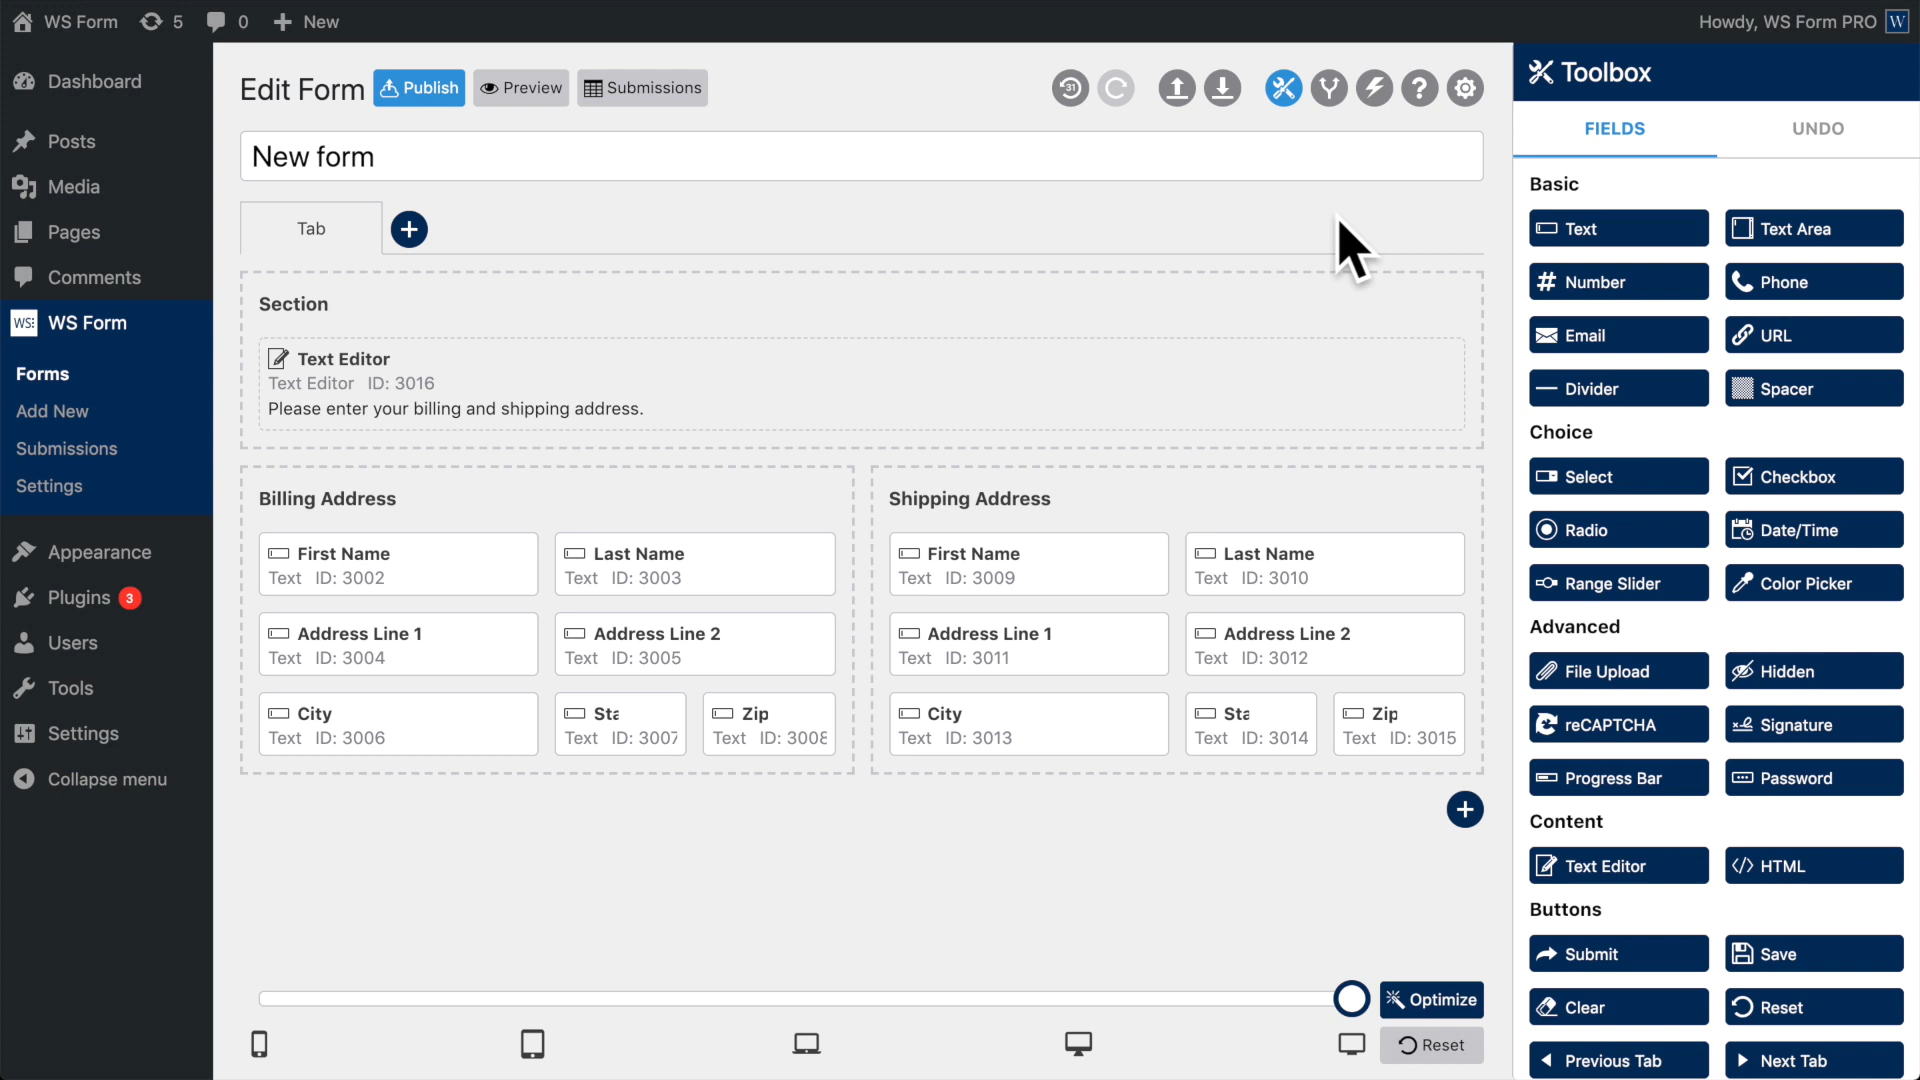 WS Form 5 0 New Howdy, WS Form PRO W
Dashboard
Posts
Media
Pages
Comments
WS: WS Form
Forms
Add New
Submissions
Settings
Appearance
Plugins 3
Users
Tools
Settings
Collapse menu
Edit Form Publish Preview Submissions 31
New form
Tab
Section
Text Editor
Text Editor ID: 3016
Please enter your billing and shipping address.
Billing Address
First Name Last Name
Text ID: 3002 Text ID: 3003
Address Line 1 Address Line 2
Text ID: 3004 Text ID: 3005
City Sta Zip
Text ID: 3006 Text ID: 3007 Text ID: 3008
Shipping Address
First Name Last Name
Text ID: 3009 Text ID: 3010
Address Line 1 Address Line 2
Text ID: 3011 Text ID: 3012
City Sta Zip
Text ID: 3013 Text ID: 3014 Text ID: 3015
Optimize
Reset
Toolbox
FIELDS UNDO
Basic
Text Text Area
Number Phone
Email URL
Divider Spacer
Choice
Select Checkbox
Radio Date/Time
Range Slider Color Picker
Advanced
File Upload Hidden
reCAPTCHA Signature
Progress Bar Password
Content
Text Editor HTML
Buttons
Submit Save
Clear Reset
Previous Tab Next Tab